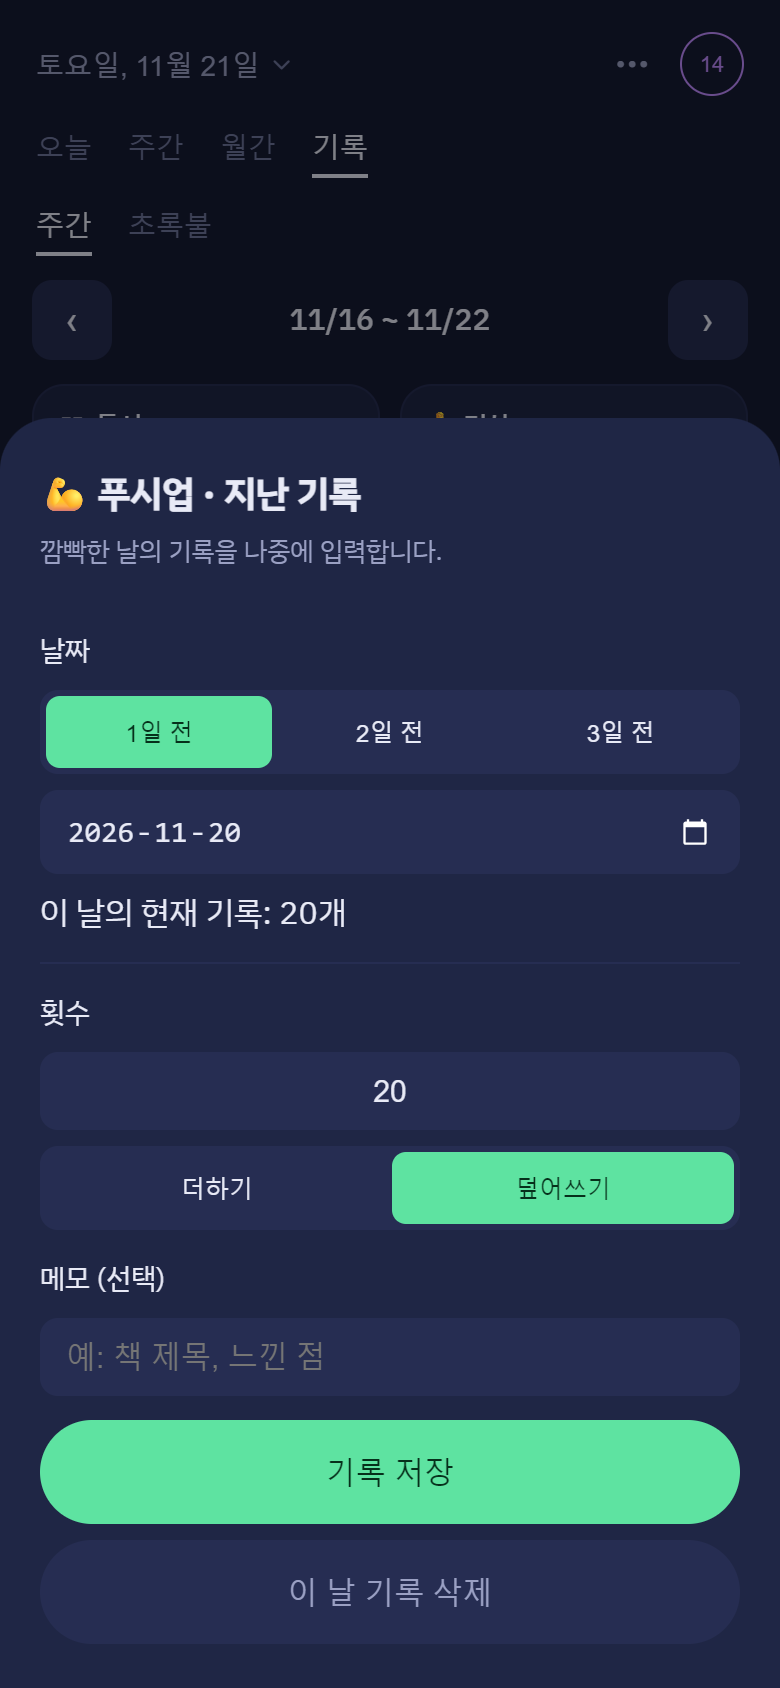 토요일, 11월 21일
14
오늘 주간 월간 기록
주간 초록불
11/16 ~ 11/22
푸시업 · 지난 기록
깜빡한 날의 기록을 나중에 입력합니다.
날짜
1일 전 2일 전 3일 전
2026-11-20
이 날의 현재 기록: 20개
횟수
20
더하기 덮어쓰기
메모 (선택)
예: 책 제목, 느낀 점
기록 저장
이 날 기록 삭제